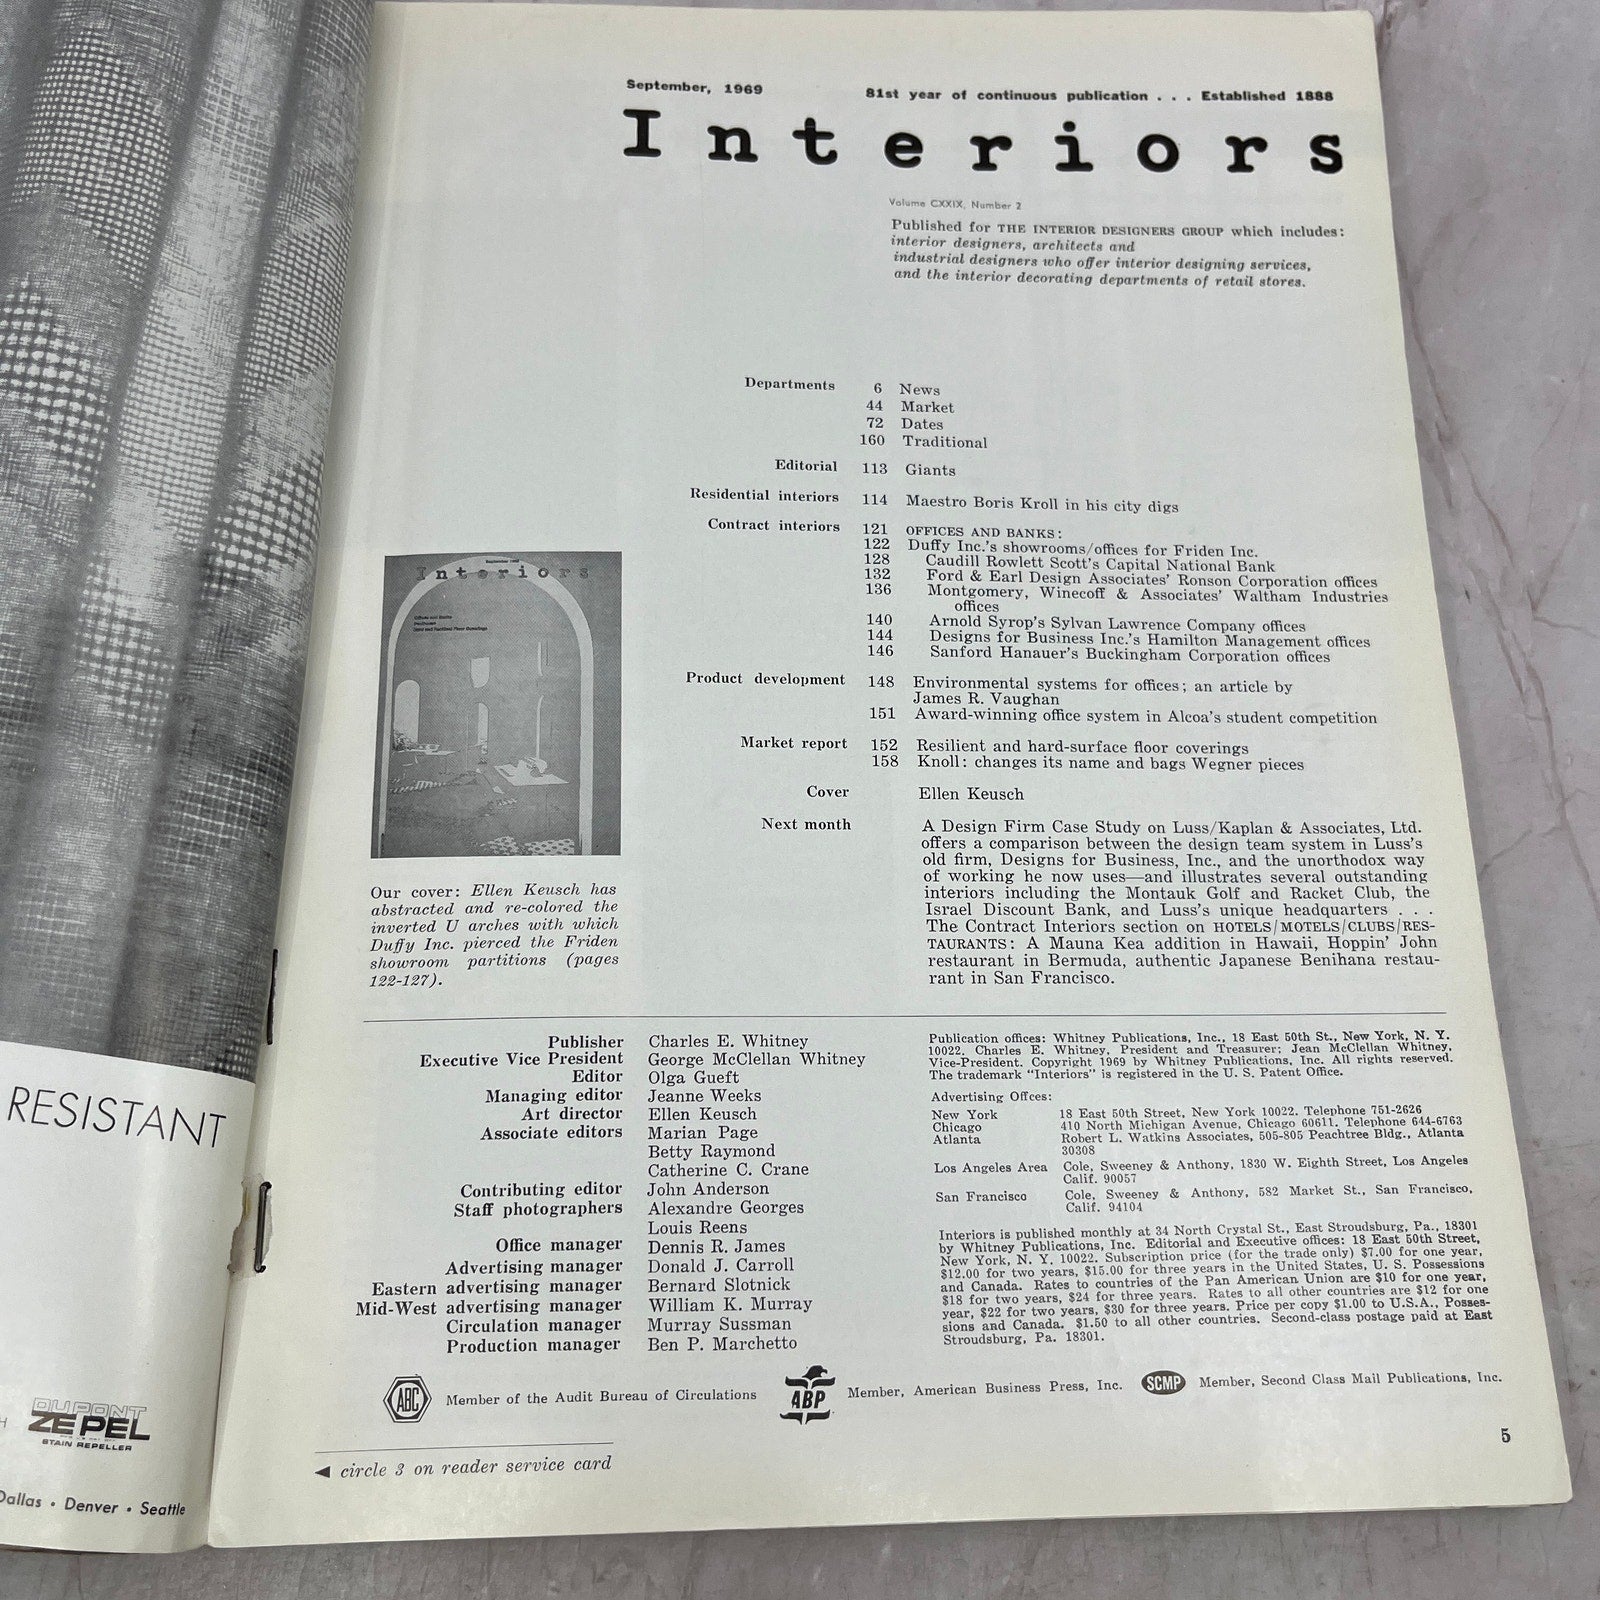 September, 1969
81st year of continuous publication . . . Established 1888
Interiors
Volume CXXIX, Number 2
Published for THE INTERIOR DESIGNERS GROUP which includes:
interior designers, architects and
industrial designers who offer interior designing services,
and the interior decorating departments of retail stores.
Departments 6 News
44 Market
72 Dates
160 Traditional
Editorial 113 Giants
Residential interiors 114 Maestro Boris Kroll in his city digs
Contract interiors 121 OFFICES AND BANKS:
122 Duffy Inc.'s showrooms/offices for Friden Inc.
128 Caudill Rowlett Scott's Capital National Bank
132 Ford & Earl Design Associates' Ronson Corporation offices
136 Montgomery, Winecoff & Associates' Waltham Industries
offices
140 Arnold Syrop's Sylvan Lawrence Company offices
144 Designs for Business Inc.'s Hamilton Management offices
146 Sanford Hanauer's Buckingham Corporation offices
Product development 148 Environmental systems for offices; an article by
James R. Vaughan
151 Award-winning office system in Alcoa's student competition
Market report 152 Resilient and hard-surface floor coverings
158 Knoll: changes its name and bags Wegner pieces
Cover Ellen Keusch
Next month A Design Firm Case Study on Luss/Kaplan & Associates, Ltd.
offers a comparison between the design team system in Luss's
old firm, Designs for Business, Inc., and the unorthodox way
of working he now uses—and illustrates several outstanding
interiors including the Montauk Golf and Racket Club, the
Israel Discount Bank, and Luss's unique headquarters . . .
The Contract Interiors section on HOTELS/MOTELS/CLUBS/RES-
TAURANTS: A Mauna Kea addition in Hawaii, Hoppin' John
restaurant in Bermuda, authentic Japanese Benihana restau-
rant in San Francisco.
Interiors
Our cover: Ellen Keusch has
abstracted and re-colored the
inverted U arches with which
Duffy Inc. pierced the Friden
showroom partitions (pages
122-127).
Publisher Charles E. Whitney
Executive Vice President George McClellan Whitney
Editor Olga Gueft
Managing editor Jeanne Weeks
Art director Ellen Keusch
Associate editors Marian Page
Betty Raymond
Catherine C. Crane
Contributing editor John Anderson
Staff photographers Alexandre Georges
Louis Reens
Office manager Dennis R. James
Advertising manager Donald J. Carroll
Eastern advertising manager Bernard Slotnick
Mid-West advertising manager William K. Murray
Circulation manager Murray Sussman
Production manager Ben P. Marchetto
Publication offices: Whitney Publications, Inc., 18 East 50th St., New York, N. Y.
10022. Charles E. Whitney, President and Treasurer; Jean McClellan Whitney,
Vice-President. Copyright 1969 by Whitney Publications, Inc. All rights reserved.
The trademark "Interiors" is registered in the U. S. Patent Office.
Advertising Offces:
New York 18 East 50th Street, New York 10022. Telephone 751-2626
Chicago 410 North Michigan Avenue, Chicago 60611. Telephone 644-6763
Atlanta Robert L. Watkins Associates, 505-805 Peachtree Bldg., Atlanta
30308
Los Angeles Area Cole, Sweeney & Anthony, 1830 W. Eighth Street, Los Angeles
Calif. 90057
San Francisco Cole, Sweeney & Anthony, 582 Market St., San Francisco,
Calif. 94104
Interiors is published monthly at 34 North Crystal St., East Stroudsburg, Pa., 18301
by Whitney Publications, Inc. Editorial and Executive offices: 18 East 50th Street,
New York, N. Y. 10022. Subscription price (for the trade only) $7.00 for one year,
$12.00 for two years, $15.00 for three years in the United States, U. S. Possessions
and Canada. Rates to countries of the Pan American Union are $10 for one year,
$18 for two years, $24 for three years. Rates to all other countries are $12 for one
year, $22 for two years, $30 for three years. Price per copy $1.00 to U.S.A., Posses-
sions and Canada. $1.50 to all other countries. Second-class postage paid at East
Stroudsburg, Pa. 18301.
ABC Member of the Audit Bureau of Circulations
ABP Member, American Business Press, Inc.
SCMP Member, Second Class Mail Publications, Inc.
5
◄ circle 3 on reader service card
RESISTANT
DU PONT
ZE PEL
STAIN REPELLER
Dallas • Denver • Seattle